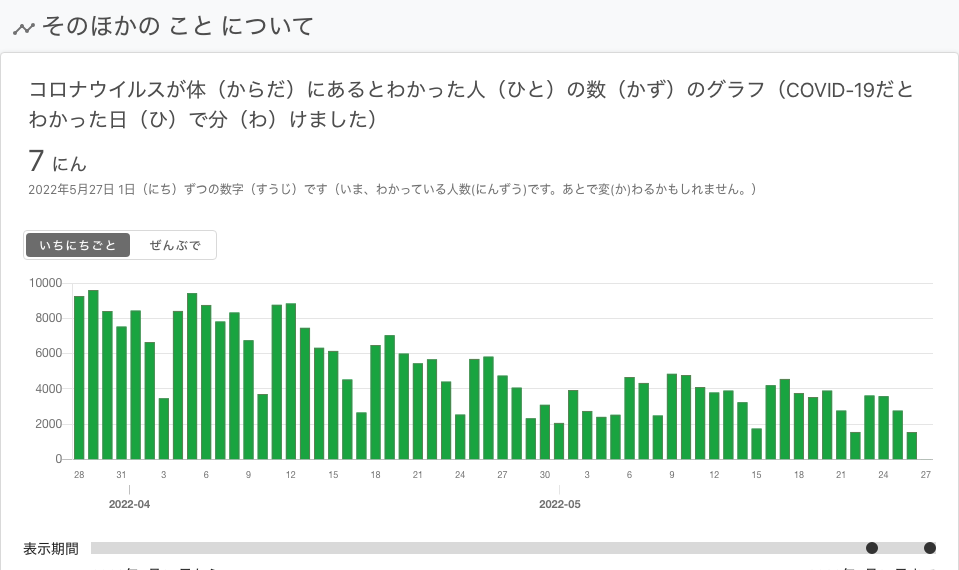 そのほかの こと について
コロナウイルスが体（からだ）にあるとわかった人（ひと）の数（かず）のグラフ（COVID-19だと
わかった日（ひ）で分（わ）けました）
7 にん
2022年5月27日 1日（にち）ずつの数字（すうじ）です（いま、わかっている人数(にんずう)です。あとで変(か)わるかもしれません。）
いちにちごと ぜんぶで
10000
8000
6000
4000
2000
0
28 31 3 6 9 12 15 18 21 24 27 30 3 6 9 12 15 18 21 24 27
2022-04 2022-05
表示期間